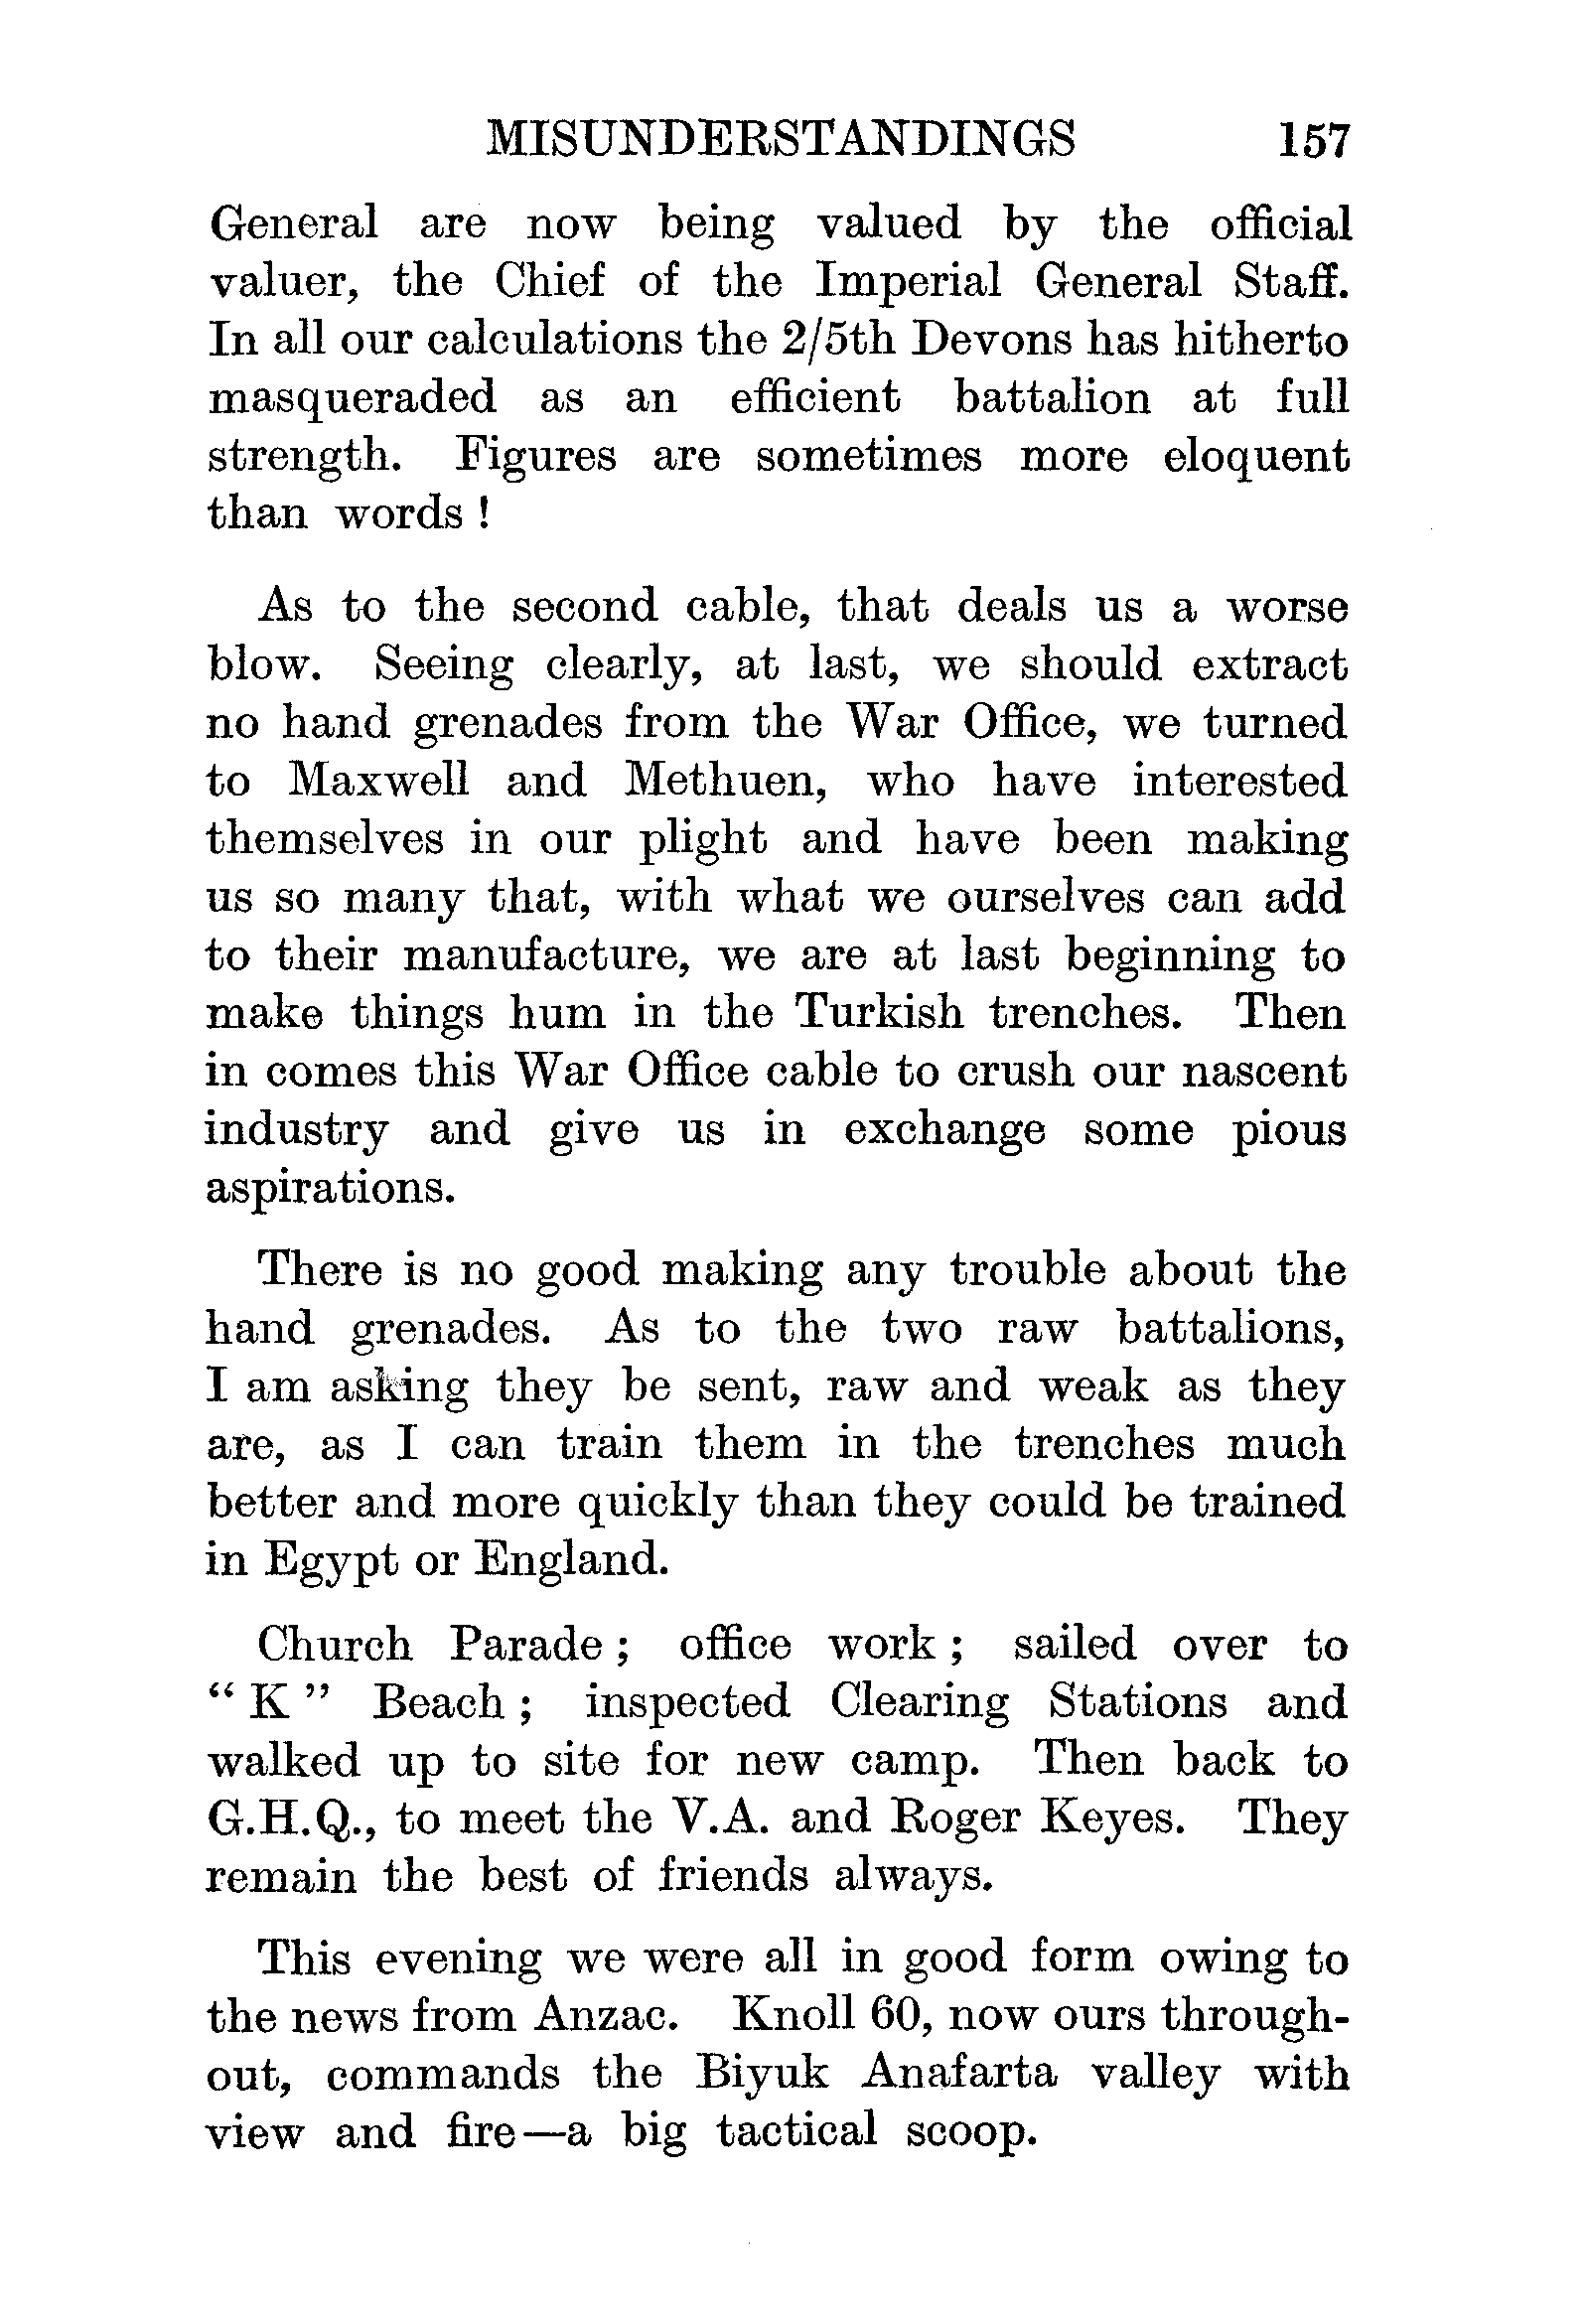 MISUNDERSTANDINGS 157
General are now being valued by the official
valuer, the Chief of the Imperial General Staff.
In all our calculations the 2/5th Devons has hitherto
masqueraded as an efficient battalion at full
strength. Figures are sometimes more eloquent
than words !
As to the second cable, that deals us a worse
blow. Seeing clearly, at last, we should extract
no hand grenades from the War Office, we turned
to Maxwell and Methuen, who have interested
themselves in our plight and have been making
us so many that, with what we ourselves can add
to their manufacture, we are at last beginning to
make things hum in the Turkish trenches. Then
in comes this War Office cable to crush our nascent
industry and give us in exchange some pious
aspirations.
There is no good making any trouble about the
hand grenades. As to the two raw battalions,
I am asking they be sent, raw and weak as they
are, as I can train them in the trenches much
better and more quickly than they could be trained
in Egypt or England.
Church Parade ; office work ; sailed over to
“ K ” Beach ; inspected Clearing Stations and
walked up to site for new camp. Then back to
G.H.Q., to meet the V.A. and Roger Keyes. They
remain the best of friends always.
This evening we were all in good form owing to
the news from Anzac. Knoll 60, now ours through-
out, commands the Biyuk Anafarta valley with
view and fire—a big tactical scoop.